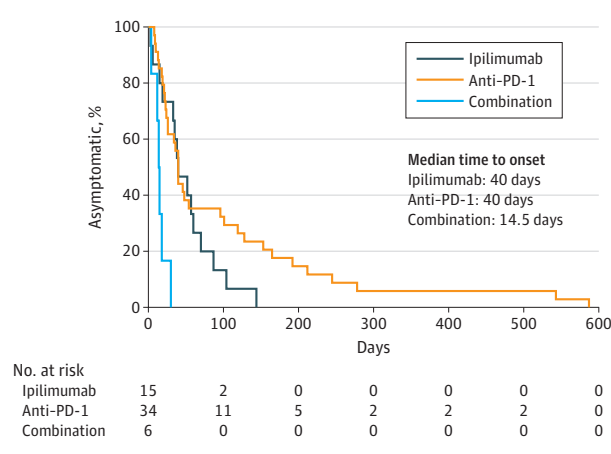 100
80
60
40
20
0
Asymptomatic, %
Ipilimumab
Anti-PD-1
Combination
Median time to onset
Ipilimumab: 40 days
Anti-PD-1: 40 days
Combination: 14.5 days
0 100 200 300 400 500 600
Days
No. at risk
Ipilimumab 15 2 0 0 0 0 0
Anti-PD-1 34 11 5 2 2 2 0
Combination 6 0 0 0 0 0 0